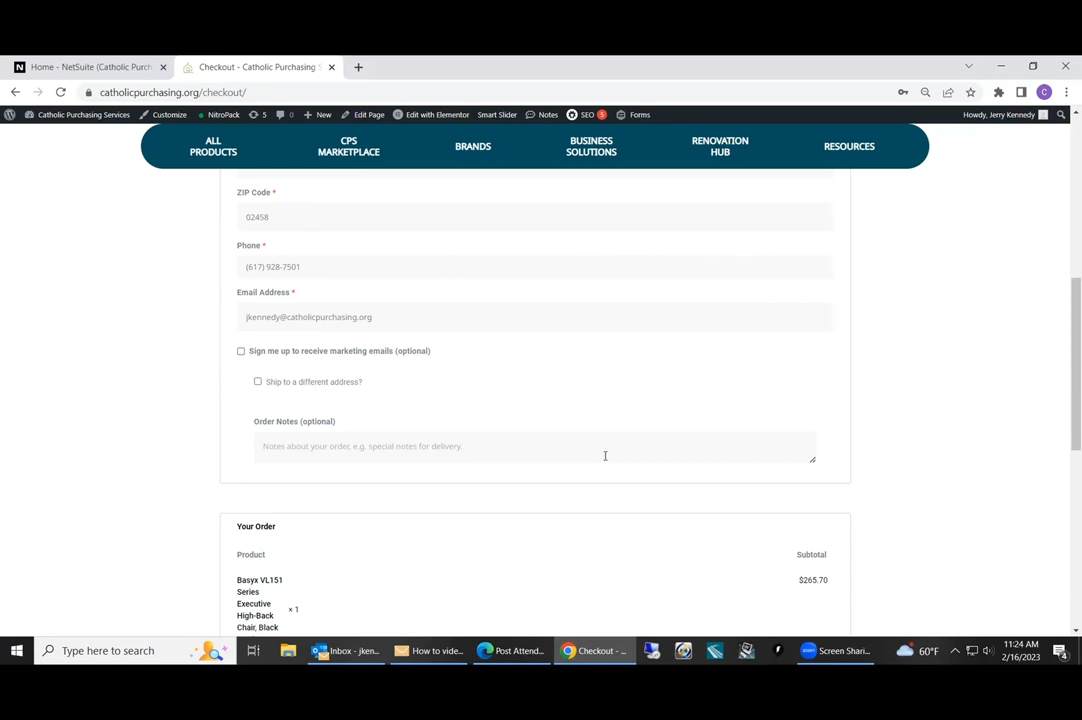 Home - NetSuite (Catholic Purch
Checkout - Catholic Purchasing S
catholicpurchasing.org/checkout/
C
Catholic Purchasing Services
Customize
NitroPack
5
0
New
Edit Page
Edit with Elementor
Smart Slider
Notes
SEO 5
Forms
Howdy, Jerry Kennedy
ALL
PRODUCTS
CPS
MARKETPLACE
BRANDS
BUSINESS
SOLUTIONS
RENOVATION
HUB
RESOURCES
ZIP Code *
02458
Phone *
(617) 928-7501
Email Address *
jkennedy@catholicpurchasing.org
Sign me up to receive marketing emails (optional)
Ship to a different address?
Order Notes (optional)
Notes about your order, e.g. special notes for delivery.
Your Order
Product
Subtotal
Basyx VL151
Series
Executive
High-Back
Chair, Black
× 1
$265.70
Type here to search
Inbox - jken...
How to vide...
Post Attend...
Checkout - ...
Screen Shari...
60°F
11:24 AM
2/16/2023
4